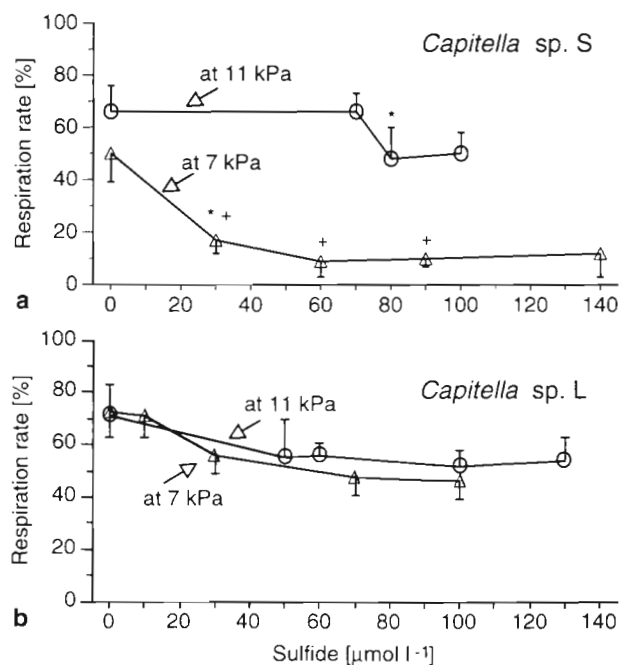 100
80
60
40
20
0
Respiration rate [%]
Capitella sp. S
at 11 kPa
*
at 7 kPa
* +
+
+
a
0 20 40 60 80 100 120 140
100
80
60
40
20
0
Respiration rate [%]
Capitella sp. L
at 11 kPa
at 7 kPa
b
0 20 40 60 80 100 120 140
Sulfide [µmol l⁻¹]